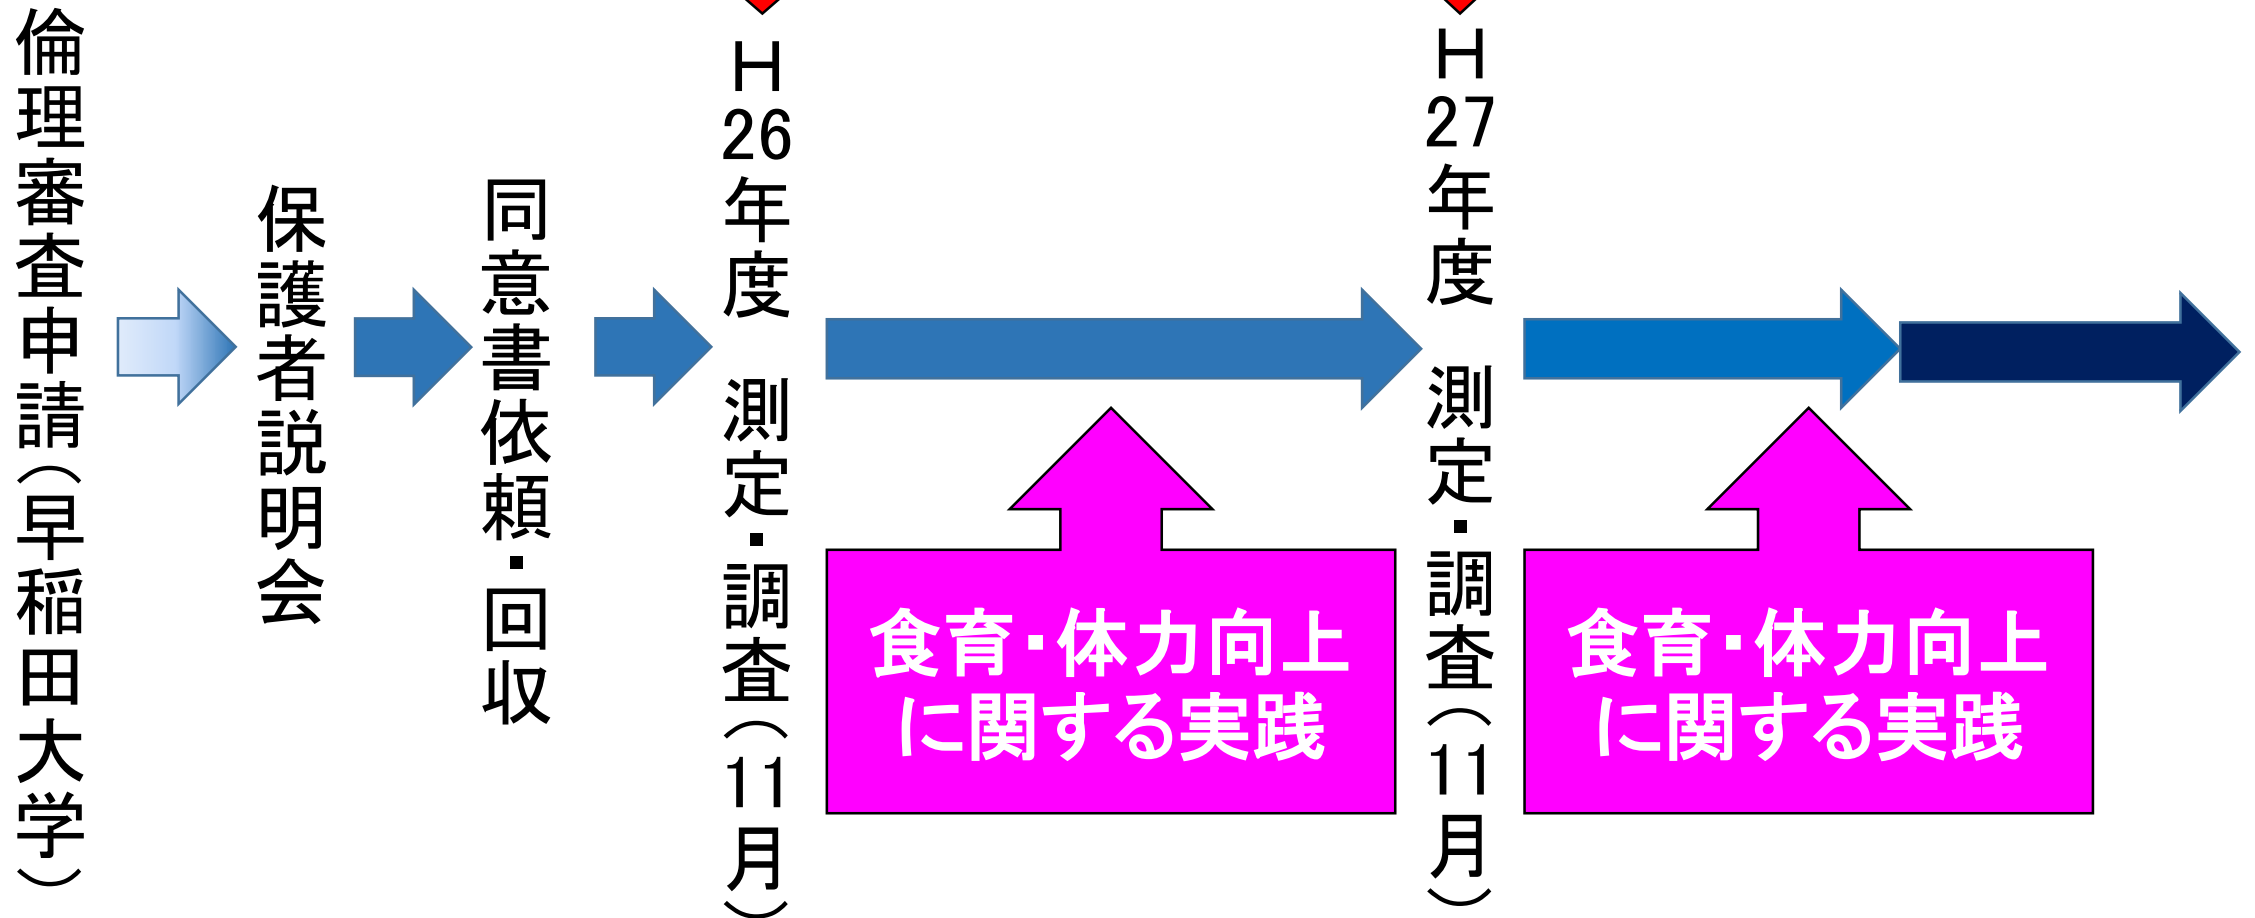 倫理審査申請（早稲田大学）
保護者説明会
同意書依頼・回収
Ｈ26年度　測定・調査（11月）
食育・体力向上
に関する実践
Ｈ27年度　測定・調査（11月）
食育・体力向上
に関する実践